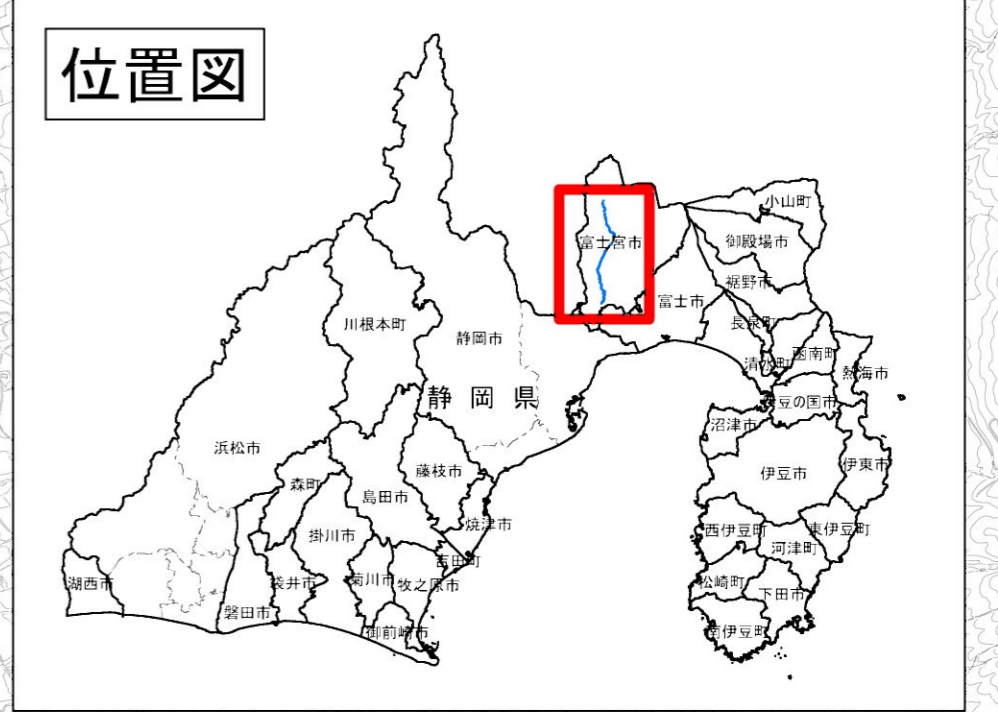 位置図
小山町
富士宮市
御殿場市
裾野市
富士市
川根本町
静岡市
長泉町
函南町
清水町
熱海市
静岡県
伊豆の国市
沼津市
浜松市
藤枝市
伊豆市
伊東市
森町
島田市
焼津市
掛川市
西伊豆町
東伊豆町
河津町
吉田町
湖西市
袋井市
菊川市
牧之原市
松崎町
下田市
磐田市
御前崎市
南伊豆町